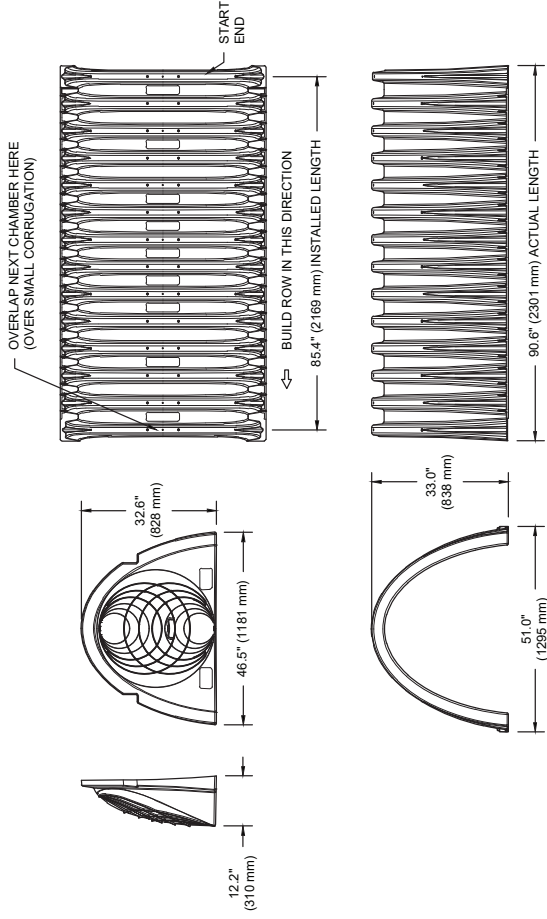 OVERLAP NEXT CHAMBER HERE
(OVER SMALL CORRUGATION)
START
END
BUILD ROW IN THIS DIRECTION
85.4" (2169 mm) INSTALLED LENGTH
90.6" (2301 mm) ACTUAL LENGTH
32.6"
(828 mm)
46.5" (1181 mm)
33.0"
(838 mm)
51.0"
(1295 mm)
12.2"
(310 mm)